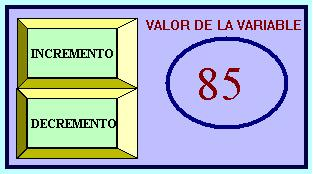 VALOR DE LA VARIABLE
INCREMENTO
85
DECREMENTO